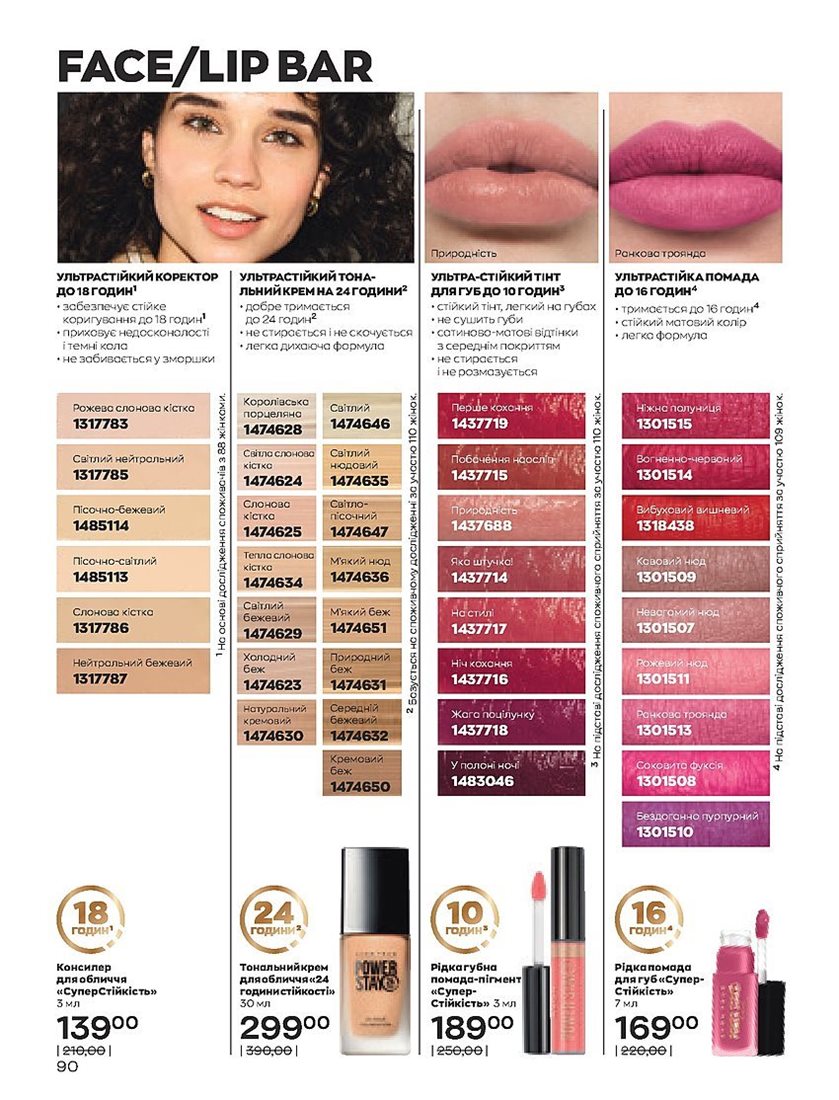 FACE/LIP BAR
УЛЬТРАСТІЙКИЙ КОРЕКТОР
ДО 18 ГОДИН¹
• забезпечує стійке
коригування до 18 годин¹
• приховує недосконалості
і темні кола
• не забивається у зморшки
Рожева слонова кістка
1317783
Світлий нейтральний
1317785
Пісочно-бежевий
1485114
Пісочно-світлий
1485113
Слонова кістка
1317786
Нейтральний бежевий
1317787
¹ На основі дослідження споживачів з 88 жінками.
18
ГОДИН¹
Консилер
для обличчя
«СуперСтійкість»
3 мл
139⁰⁰
| 210,00 |
УЛЬТРАСТІЙКИЙ ТОНА-
ЛЬНИЙ КРЕМ НА 24 ГОДИНИ²
• добре тримається
до 24 годин²
• не стирається і не скочується
• легка дихаюча формула
Королівська
порцеляна
1474628
Світла слонова
кістка
1474624
Слонова
кістка
1474625
Тепла слонова
кістка
1474634
Світлий
бежевий
1474629
Холодний
беж
1474623
Натуральний
кремовий
1474630
Світлий
1474646
Світлий
нюдовий
1474635
Світло-
пісочний
1474647
М'який нюд
1474636
М'який беж
1474651
Природний
беж
1474631
Середній
бежевий
1474632
Кремовий
беж
1474650
² Базується на споживчому дослідженні за участю 110 жінок.
24
ГОДИНИ²
Тональний крем
для обличчя «24
години стійкості»
30 мл
299⁰⁰
| 390,00 |
POWER
STAY
Природність
УЛЬТРА-СТІЙКИЙ ТІНТ
ДЛЯ ГУБ ДО 10 ГОДИН³
• стійкий тінт, легкий на губах
• не сушить губи
• сатиново-матові відтінки
з середнім покриттям
• не стирається
і не розмазується
Перше кохання
1437719
Побачення наосліп
1437715
Природність
1437688
Яка штучка!
1437714
На стилі
1437717
Ніч кохання
1437716
Жага поцілунку
1437718
У полоні ночі
1483046
³ На підставі дослідження споживчого сприйняття за участю 110 жінок.
10
ГОДИН³
Рідка губна
помада-пігмент
«Супер-
Стійкість» 3 мл
189⁰⁰
| 250,00 |
Ранкова троянда
УЛЬТРАСТІЙКА ПОМАДА
ДО 16 ГОДИН⁴
• тримається до 16 годин⁴
• стійкий матовий колір
• легка формула
Ніжна полуниця
1301515
Вогненно-червоний
1301514
Вибуховий вишневий
1318438
Кавовий нюд
1301509
Невагомий нюд
1301507
Рожевий нюд
1301511
Ранкова троянда
1301513
Соковита фуксія
1301508
Бездоганно пурпурний
1301510
⁴ На підставі дослідження споживчого сприйняття за участю 109 жінок.
16
ГОДИН⁴
Рідка помада
для губ «Супер-
Стійкість»
7 мл
169⁰⁰
| 220,00 |
90